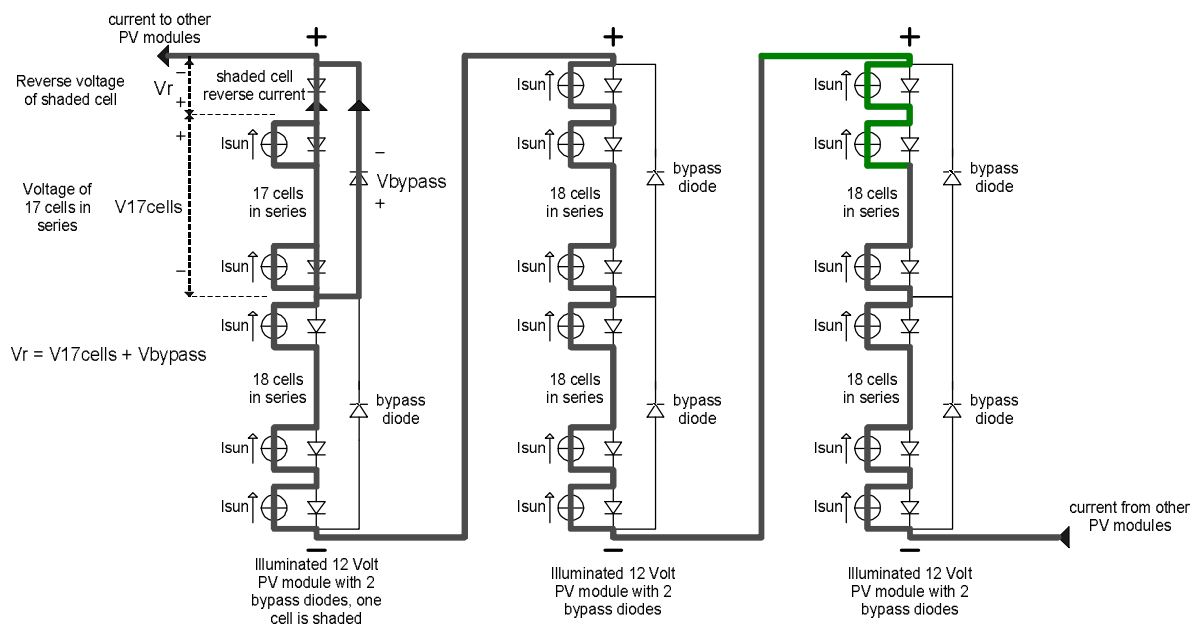 current to other
PV modules
+
+
+
Reverse voltage
of shaded cell
−
Vr
+
shaded cell
reverse current
Isun
Isun
+
Isun
Isun
Isun
Voltage of
17 cells in
series
V17cells
−
17 cells
in series
−
Vbypass
+
18 cells
in series
bypass
diode
18 cells
in series
bypass
diode
Isun
Isun
Isun
Isun
Isun
Isun
Vr = V17cells + Vbypass
18 cells
in series
bypass
diode
18 cells
in series
bypass
diode
18 cells
in series
bypass
diode
Isun
Isun
Isun
Isun
Isun
Isun
current from other
PV modules
−
−
−
Illuminated 12 Volt
PV module with 2
bypass diodes, one
cell is shaded
Illuminated 12 Volt
PV module with 2
bypass diodes
Illuminated 12 Volt
PV module with 2
bypass diodes